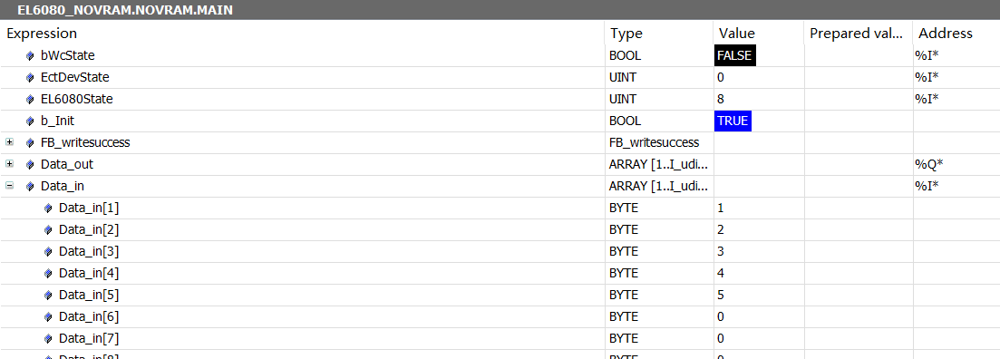 EL6080_NOVRAM.NOVRAM.MAIN
Expression Type Value Prepared val... Address
bWcState BOOL FALSE %I*
EctDevState UINT 0 %I*
EL6080State UINT 8 %I*
b_Init BOOL TRUE
FB_writesuccess FB_writesuccess
Data_out ARRAY [1..I_udi... %Q*
Data_in ARRAY [1..I_udi... %I*
Data_in[1] BYTE 1
Data_in[2] BYTE 2
Data_in[3] BYTE 3
Data_in[4] BYTE 4
Data_in[5] BYTE 5
Data_in[6] BYTE 0
Data_in[7] BYTE 0